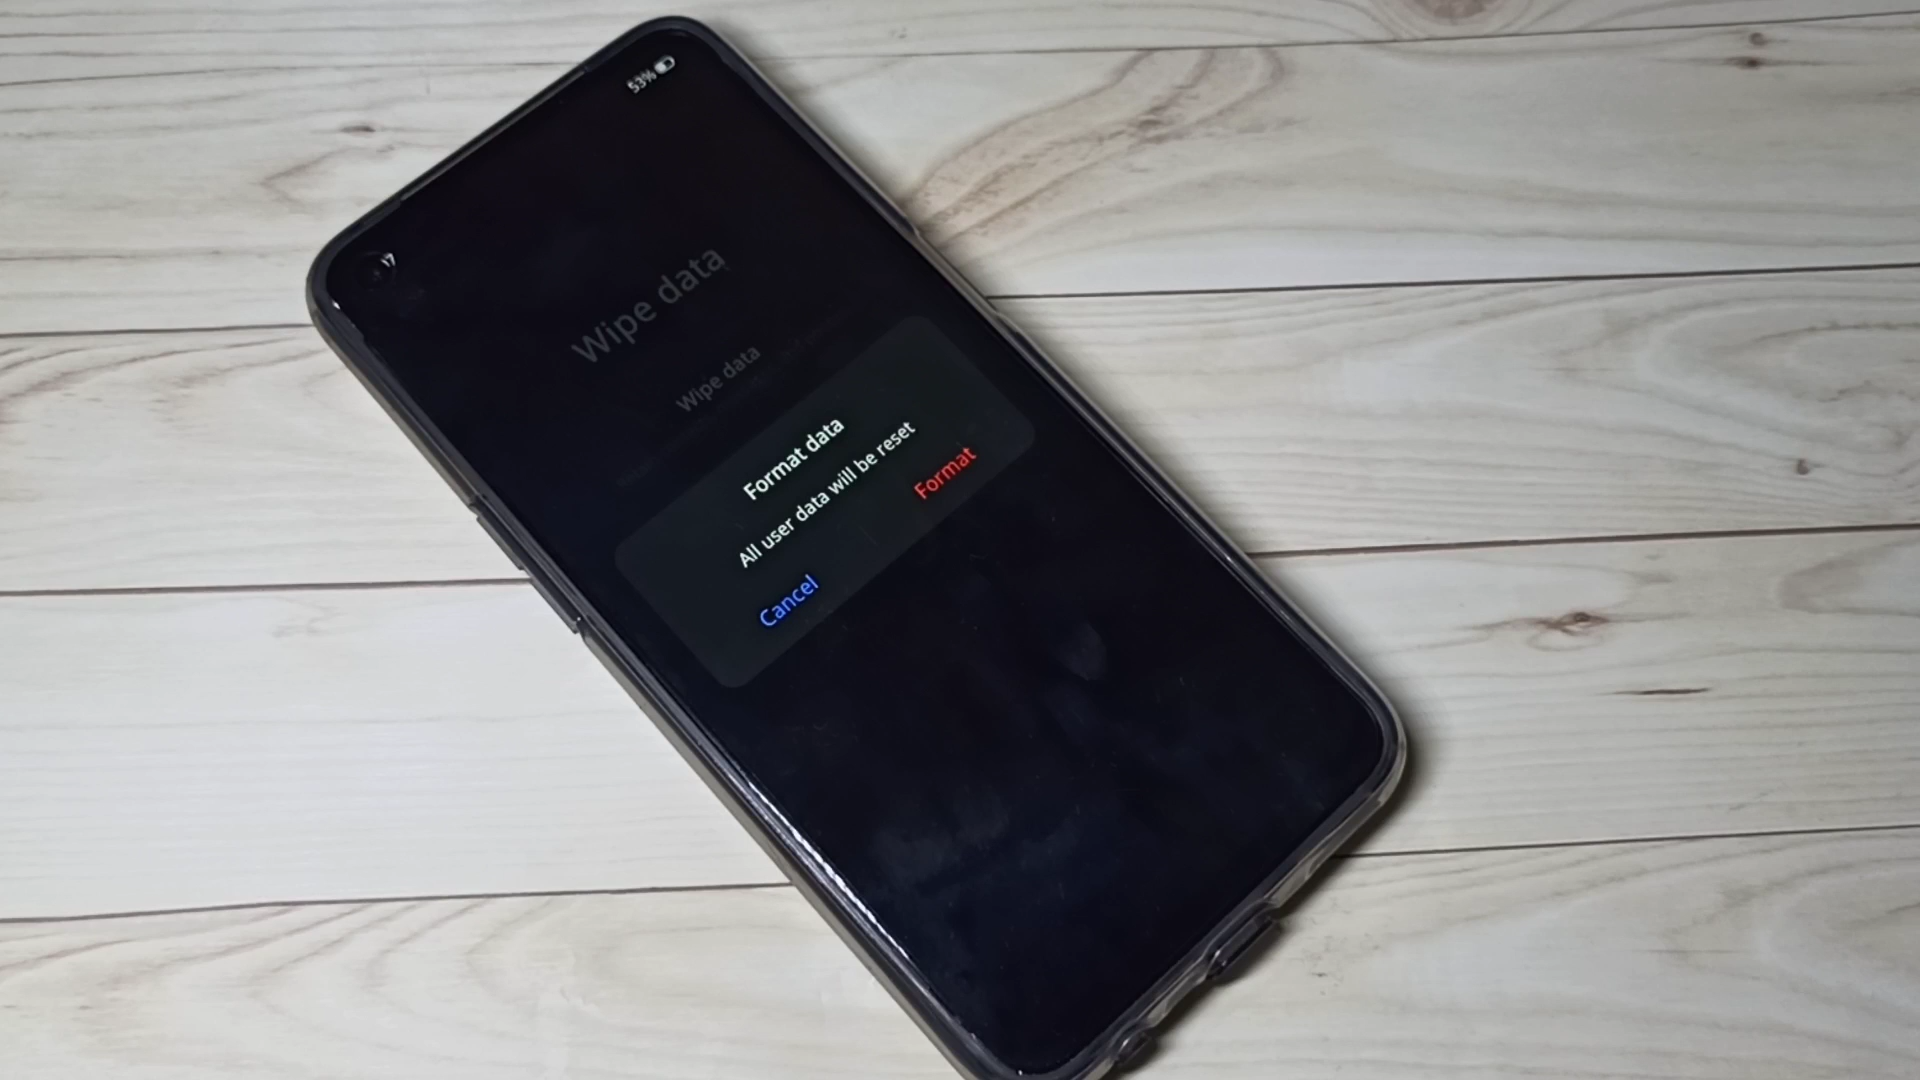 53%
Wipe data
Wipe data
Format data
All user data will be reset
Cancel
Format